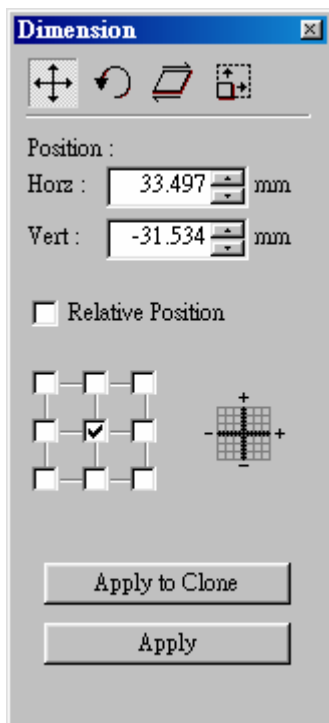 Dimension
Position :
Horz : 33.497 mm
Vert : -31.534 mm
Relative Position
+
- +
-
Apply to Clone
Apply